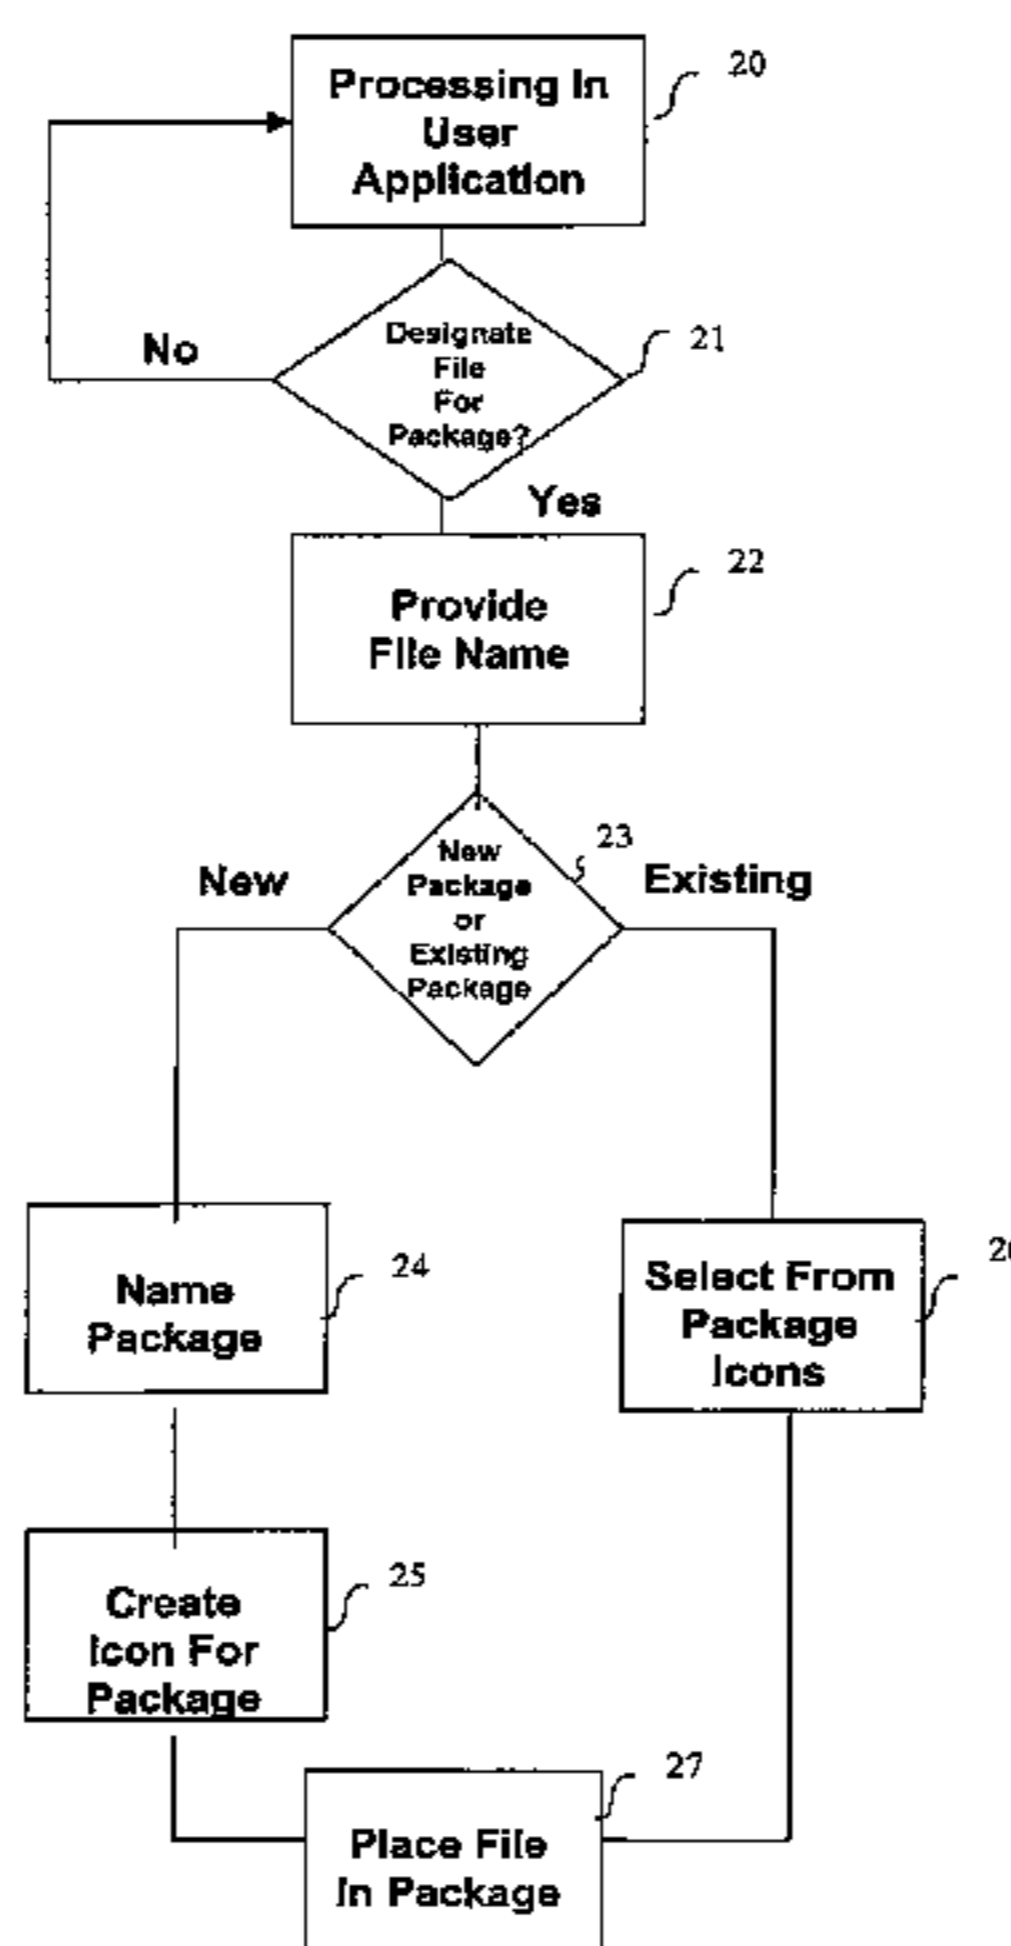 Processing In
User
Application
20
Designate
File
For
Package?
21
No
Yes
Provide
File Name
22
New
Package
or
Existing
Package
23
New
Existing
Name
Package
24
Select From
Package
Icons
Create
Icon For
Package
25
Place File
In Package
27